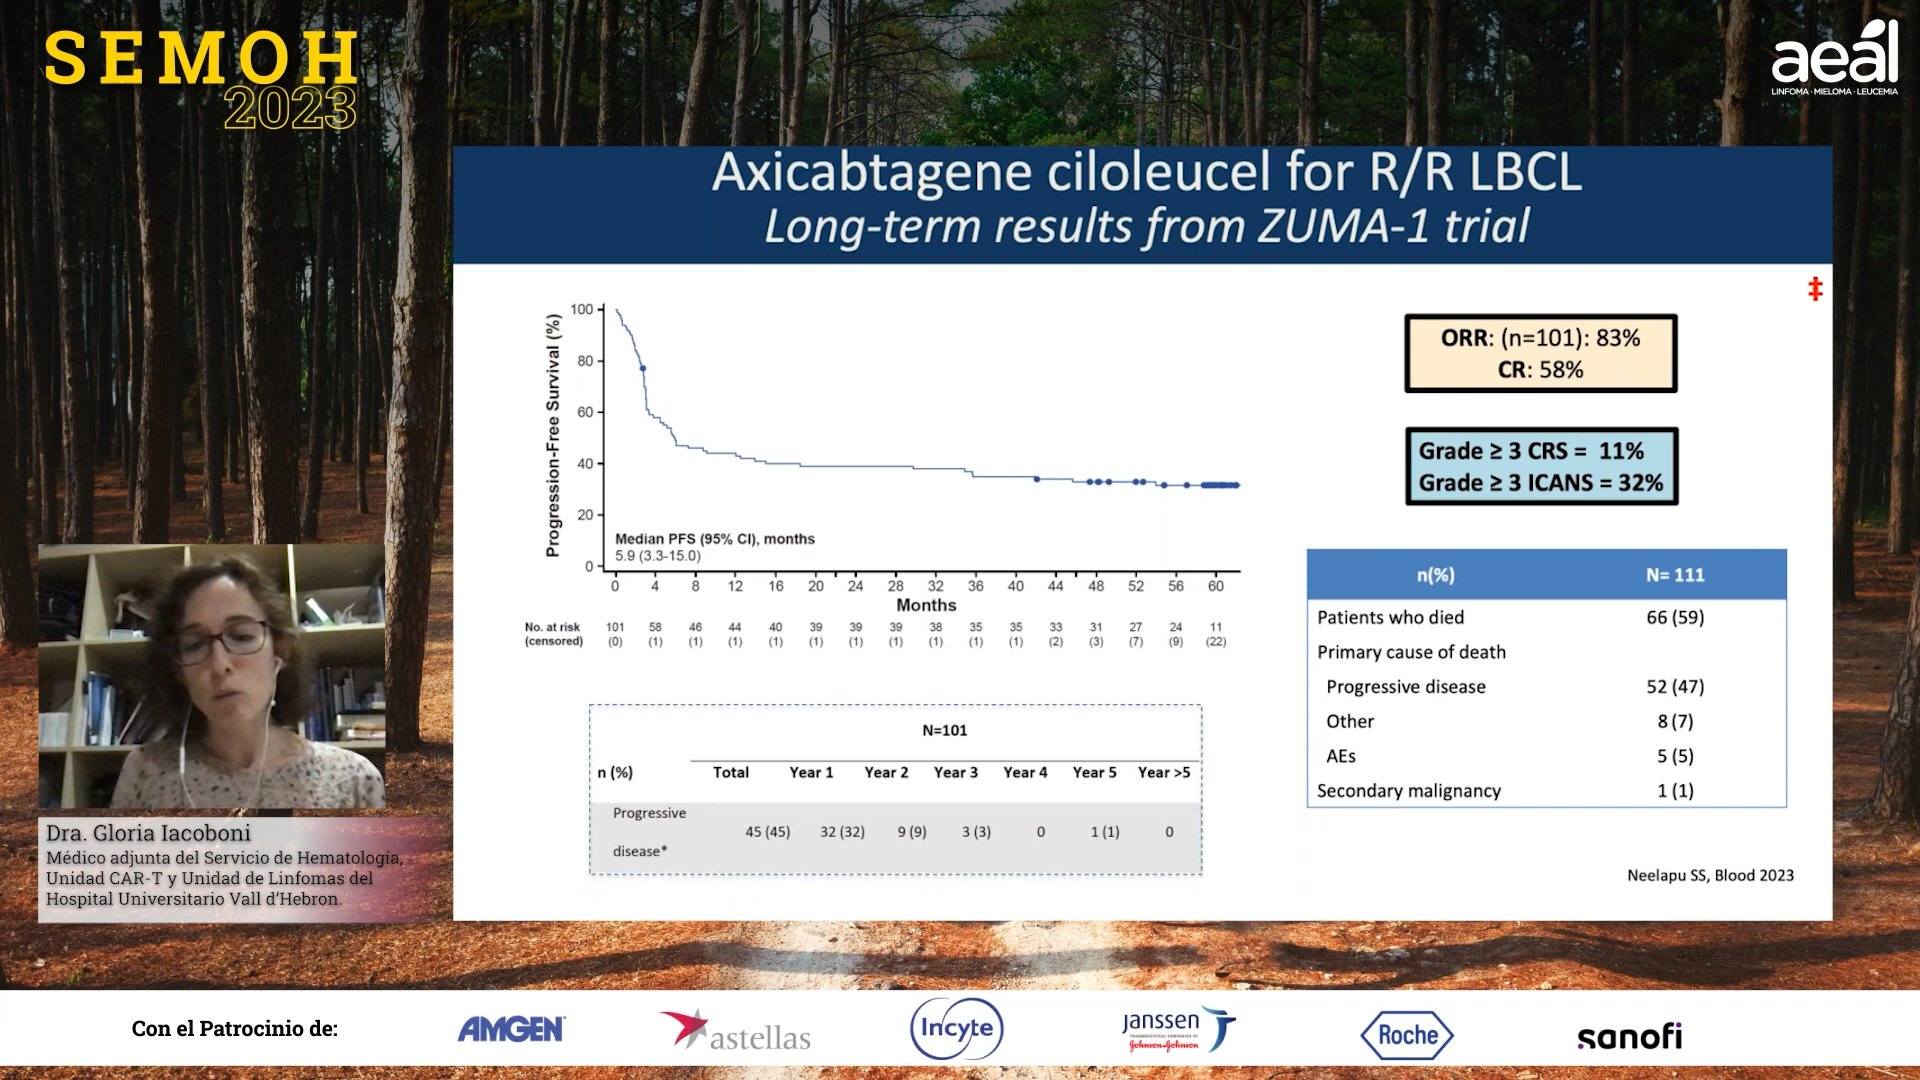 SEMOH
2023
aeal
LINFOMA · MIELOMA · LEUCEMIA
Axicabtagene ciloleucel for R/R LBCL
Long-term results from ZUMA-1 trial
‡
Progression-Free Survival (%)
100
80
60
40
20
0
Median PFS (95% CI), months
5.9 (3.3-15.0)
0 4 8 12 16 20 24 28 32 36 40 44 48 52 56 60
Months
No. at risk 101 58 46 44 40 39 39 39 38 35 35 33 31 27 24 11
(censored) (0) (1) (1) (1) (1) (1) (1) (1) (1) (1) (1) (2) (3) (7) (9) (22)
ORR: (n=101): 83%
CR: 58%
Grade ≥ 3 CRS = 11%
Grade ≥ 3 ICANS = 32%
n(%) N= 111
Patients who died 66 (59)
Primary cause of death
Progressive disease 52 (47)
Other 8 (7)
AEs 5 (5)
Secondary malignancy 1 (1)
N=101
n (%) Total Year 1 Year 2 Year 3 Year 4 Year 5 Year >5
Progressive
disease* 45 (45) 32 (32) 9 (9) 3 (3) 0 1 (1) 0
Neelapu SS, Blood 2023
Dra. Gloria Iacoboni
Médico adjunta del Servicio de Hematología,
Unidad CAR-T y Unidad de Linfomas del
Hospital Universitario Vall d'Hebron.
Con el Patrocinio de:
AMGEN
astellas
Incyte
janssen
Johnson & Johnson
Roche
sanofi